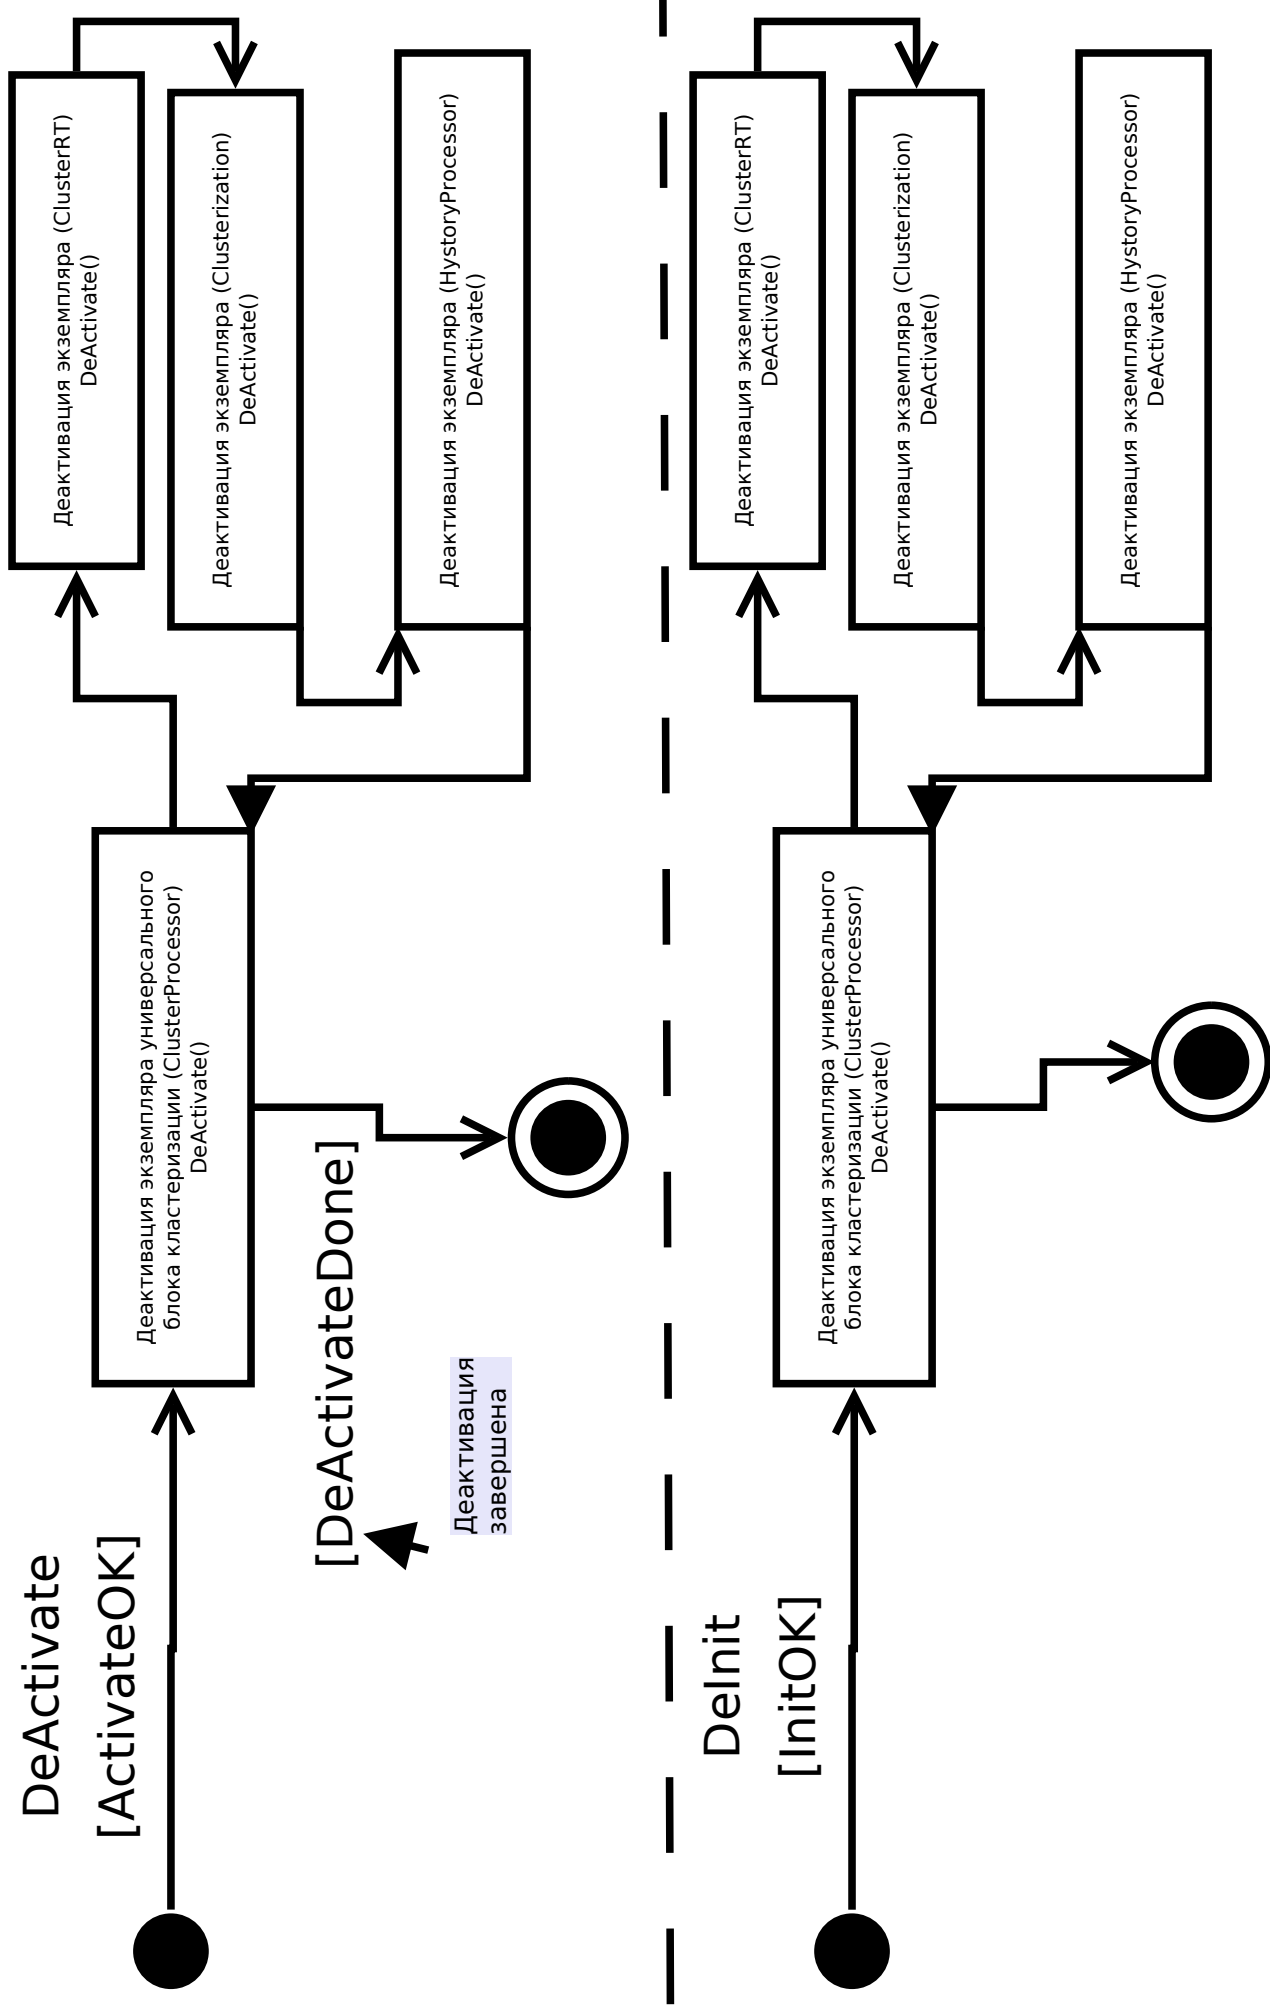 DeActivate
[ActivateOK]
Деактивация экземпляра универсального
блока кластеризации (ClusterProcessor)
DeActivate()
Деактивация экземпляра (ClusterRT)
DeActivate()
Деактивация экземпляра (Clusterization)
DeActivate()
Деактивация экземпляра (HystoryProcessor)
DeActivate()
[DeActivateDone]
Деактивация
завершена
DeInit
[InitOK]
Деактивация экземпляра универсального
блока кластеризации (ClusterProcessor)
DeActivate()
Деактивация экземпляра (ClusterRT)
DeActivate()
Деактивация экземпляра (Clusterization)
DeActivate()
Деактивация экземпляра (HystoryProcessor)
DeActivate()